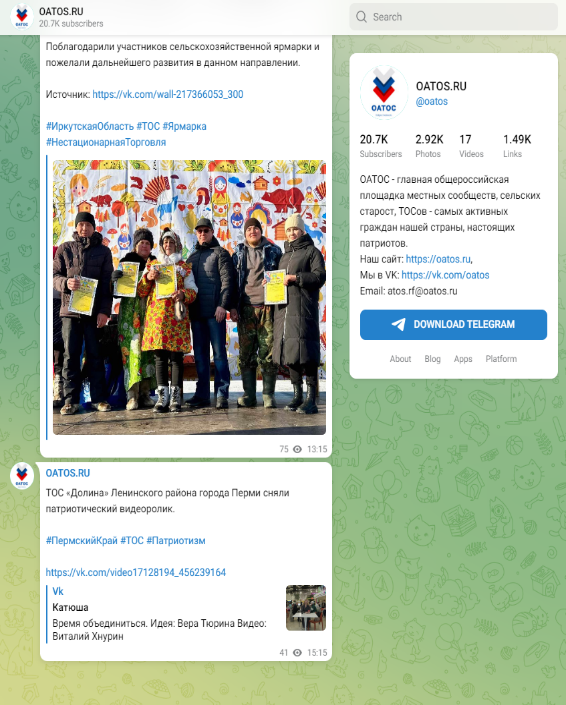 OATOS.RU
20.7K subscribers
Search
Поблагодарили участников сельскохозяйственной ярмарки и
пожелали дальнейшего развития в данном направлении.
Источник: https://vk.com/wall-217366053_300
#ИркутскаяОбласть #ТОС #Ярмарка
#НестационарнаяТорговля
75 13:15
OATOS.RU
ТОС «Долина» Ленинского района города Перми сняли
патриотический видеоролик.
#ПермскийКрай #ТОС #Патриотизм
https://vk.com/video17128194_456239164
Vk
Катюша
Время объединиться. Идея: Вера Тюрина Видео:
Виталий Хнурин
41 15:15
ОАТОС
OATOS.RU
@oatos
20.7K 2.92K 17 1.49K
Subscribers Photos Videos Links
ОАТОС - главная общероссийская
площадка местных сообществ, сельских
старост, ТОСов - самых активных
граждан нашей страны, настоящих
патриотов.
Наш сайт: https://oatos.ru,
Мы в VK: https://vk.com/oatos
Email: atos.rf@oatos.ru
DOWNLOAD TELEGRAM
About Blog Apps Platform